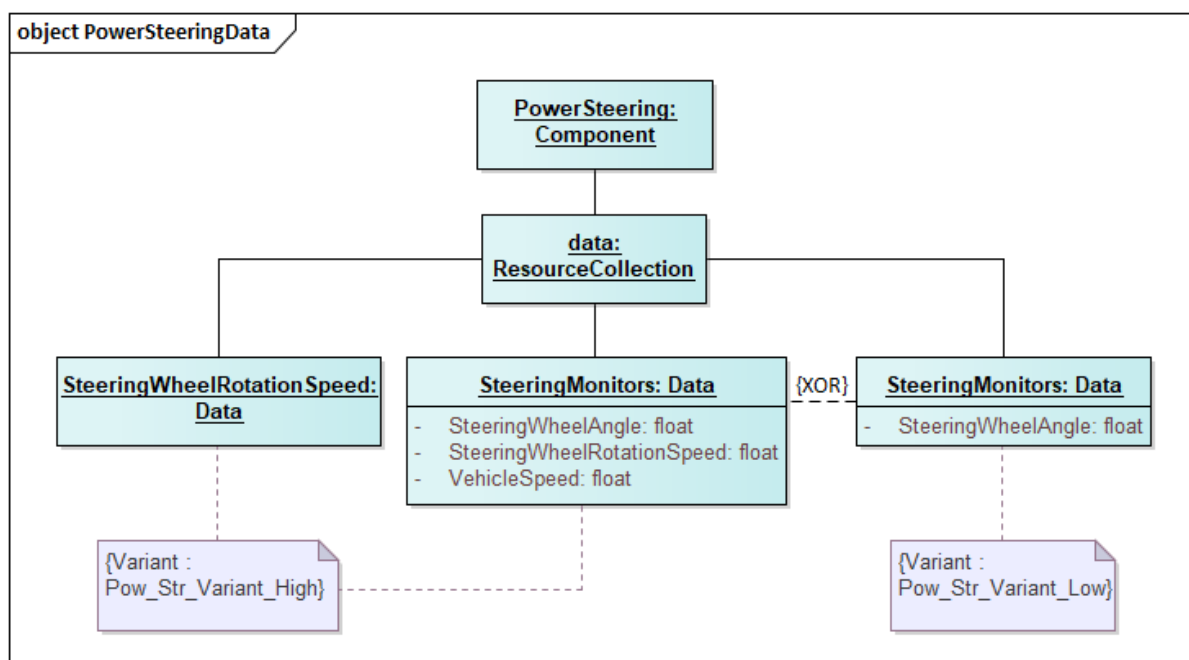 object PowerSteeringData
PowerSteering:
Component
data:
ResourceCollection
SteeringWheelRotationSpeed:
Data
SteeringMonitors: Data
- SteeringWheelAngle: float
- SteeringWheelRotationSpeed: float
- VehicleSpeed: float
{XOR}
SteeringMonitors: Data
- SteeringWheelAngle: float
{Variant :
Pow_Str_Variant_High}
{Variant :
Pow_Str_Variant_Low}